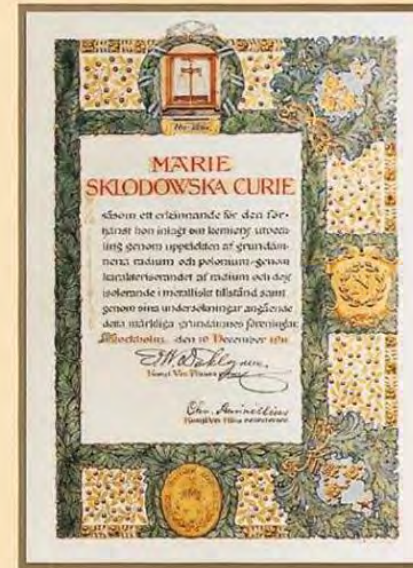 MARIE
SKLODOWSKA CURIE
såsom ett erkännande för den för-
tjänst hon inlagt om kemiens utveck-
ling genom upptäckten af grundäm-
nena radium och polonium, genom
karakteriserandet af radium och dess
isolerande i metalliskt tillstånd samt
genom sina undersökningar angående
detta märkliga grundämnes föreningar.
Stockholm den 10 December 1911